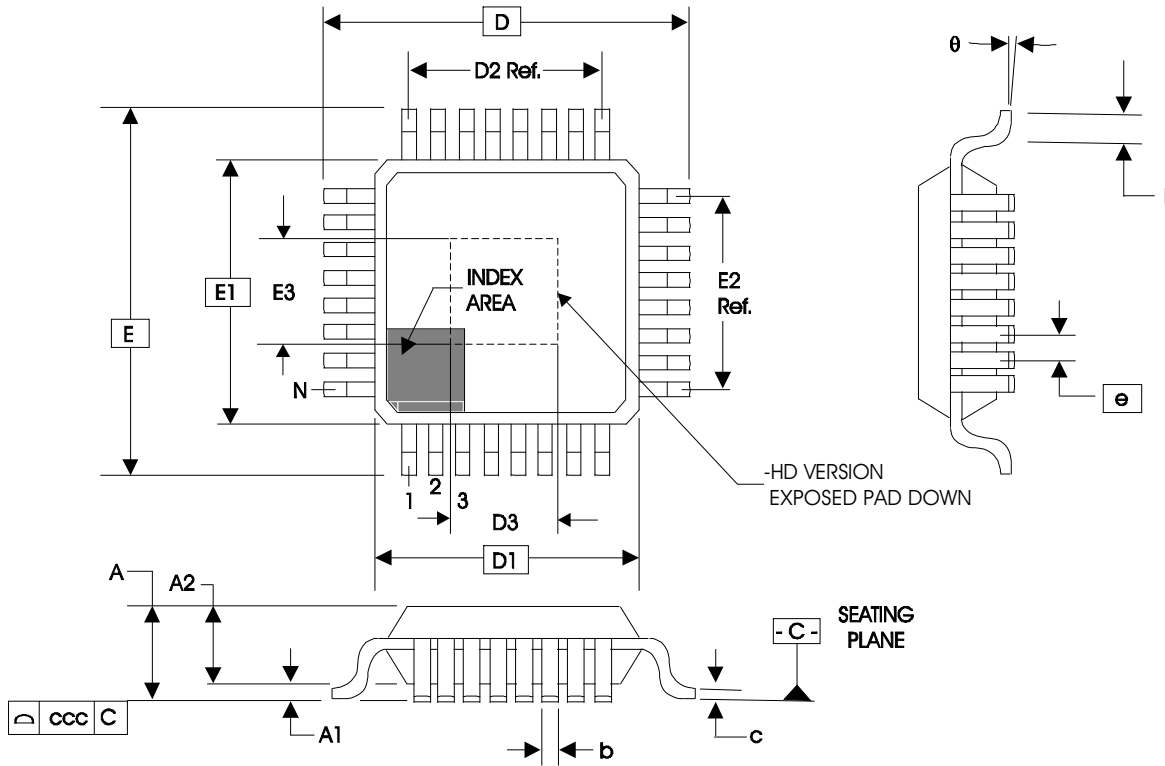 D
D2 Ref.
θ
E1
E3
INDEX
AREA
E2
Ref.
E
N
e
1
2
3
-HD VERSION
EXPOSED PAD DOWN
D3
D1
A
A2
- C -
SEATING
PLANE
ccc C
A1
b
c